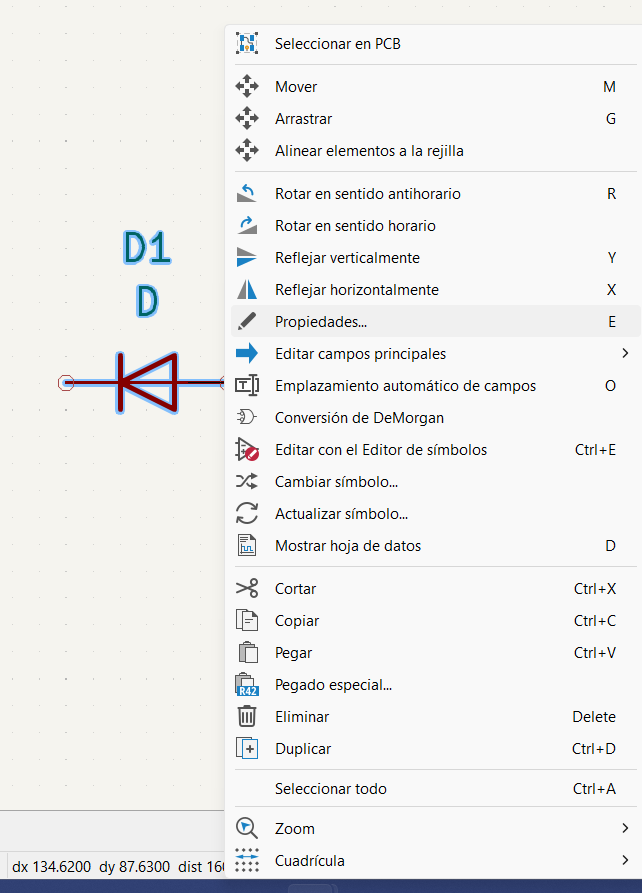 Seleccionar en PCB
Mover M
Arrastrar G
Alinear elementos a la rejilla
Rotar en sentido antihorario R
Rotar en sentido horario
Reflejar verticalmente Y
Reflejar horizontalmente X
Propiedades... E
Editar campos principales
Emplazamiento automático de campos O
Conversión de DeMorgan
Editar con el Editor de símbolos Ctrl+E
Cambiar símbolo...
Actualizar símbolo...
Mostrar hoja de datos D
Cortar Ctrl+X
Copiar Ctrl+C
Pegar Ctrl+V
R42 Pegado especial...
Eliminar Delete
Duplicar Ctrl+D
Seleccionar todo Ctrl+A
Zoom
Cuadrícula
D1
D
dx 134.6200 dy 87.6300 dist